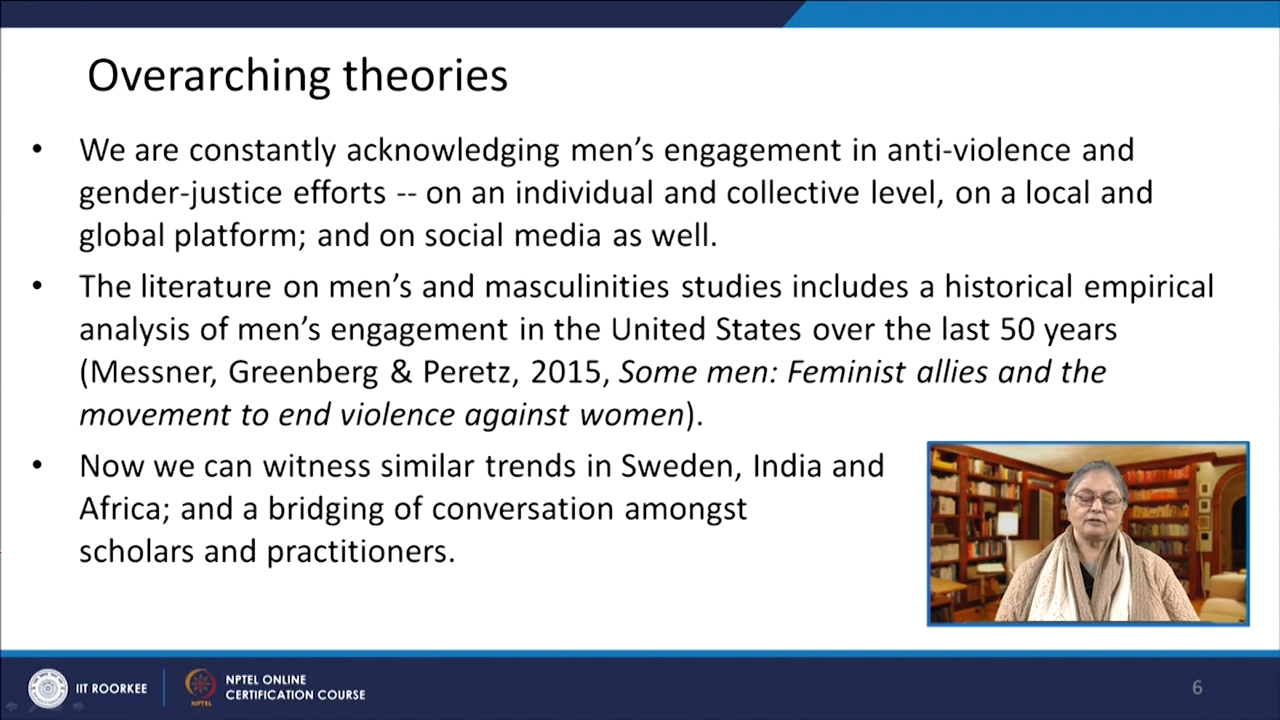 Overarching theories
• We are constantly acknowledging men’s engagement in anti-violence and
gender-justice efforts -- on an individual and collective level, on a local and
global platform; and on social media as well.
• The literature on men’s and masculinities studies includes a historical empirical
analysis of men’s engagement in the United States over the last 50 years
(Messner, Greenberg & Peretz, 2015, Some men: Feminist allies and the
movement to end violence against women).
• Now we can witness similar trends in Sweden, India and
Africa; and a bridging of conversation amongst
scholars and practitioners.
IIT ROORKEE
NPTEL
NPTEL ONLINE
CERTIFICATION COURSE
6